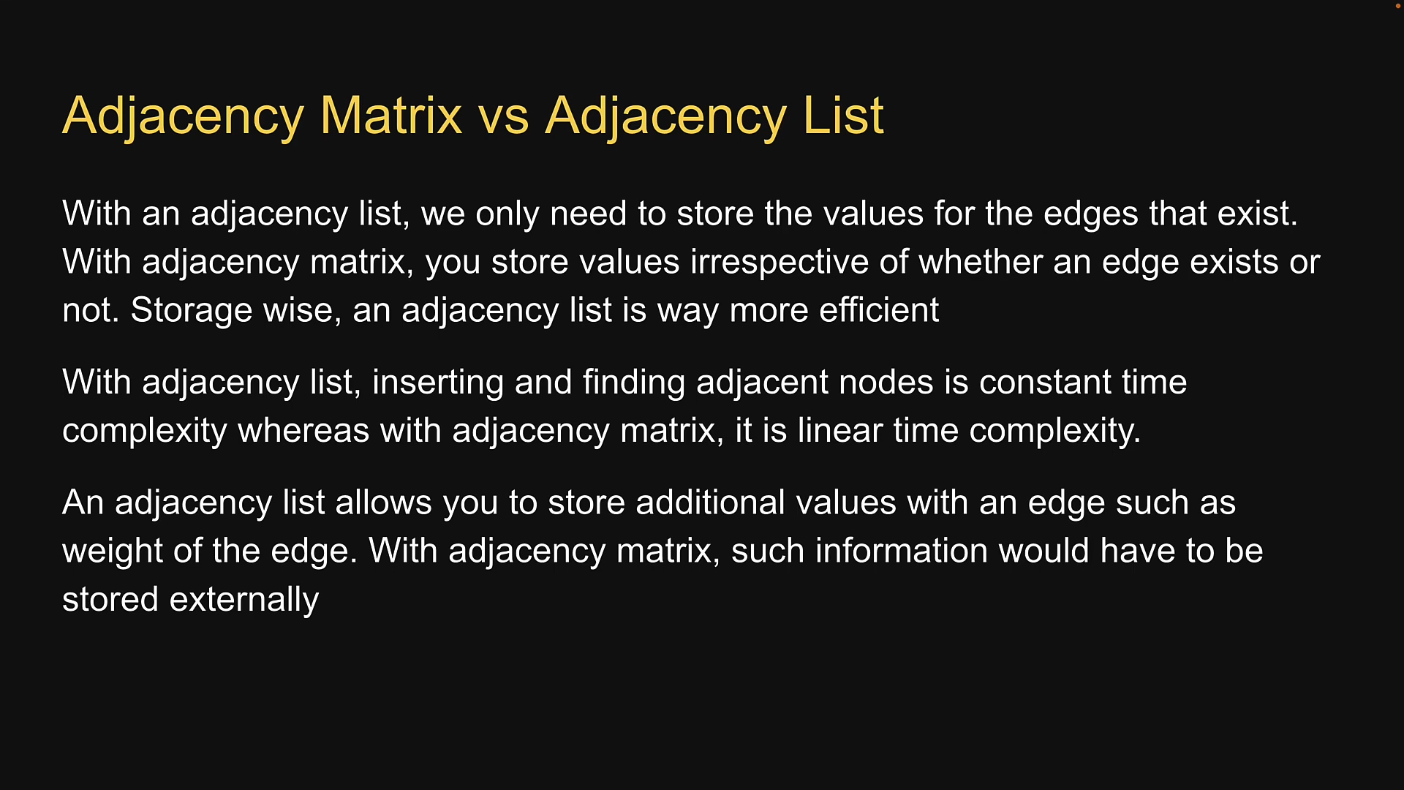 Adjacency Matrix vs Adjacency List
With an adjacency list, we only need to store the values for the edges that exist.
With adjacency matrix, you store values irrespective of whether an edge exists or
not. Storage wise, an adjacency list is way more efficient
With adjacency list, inserting and finding adjacent nodes is constant time
complexity whereas with adjacency matrix, it is linear time complexity.
An adjacency list allows you to store additional values with an edge such as
weight of the edge. With adjacency matrix, such information would have to be
stored externally